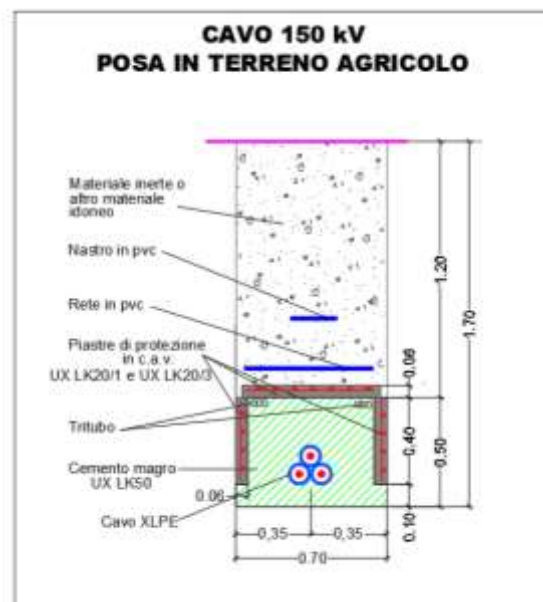 CAVO 150 kV
POSA IN TERRENO AGRICOLO
Materiale inerte o
altro materiale
idoneo
Nastro in pvc
Rete in pvc
Piastre di protezione
in c.a.v.
UX LK20/1 e UX LK20/3
Tritubo
Cemento magro
UX LK50
0.06
Cavo XLPE
0,35
0,35
0.70
1.20
1.70
0.06
0.40
0.50
0.10